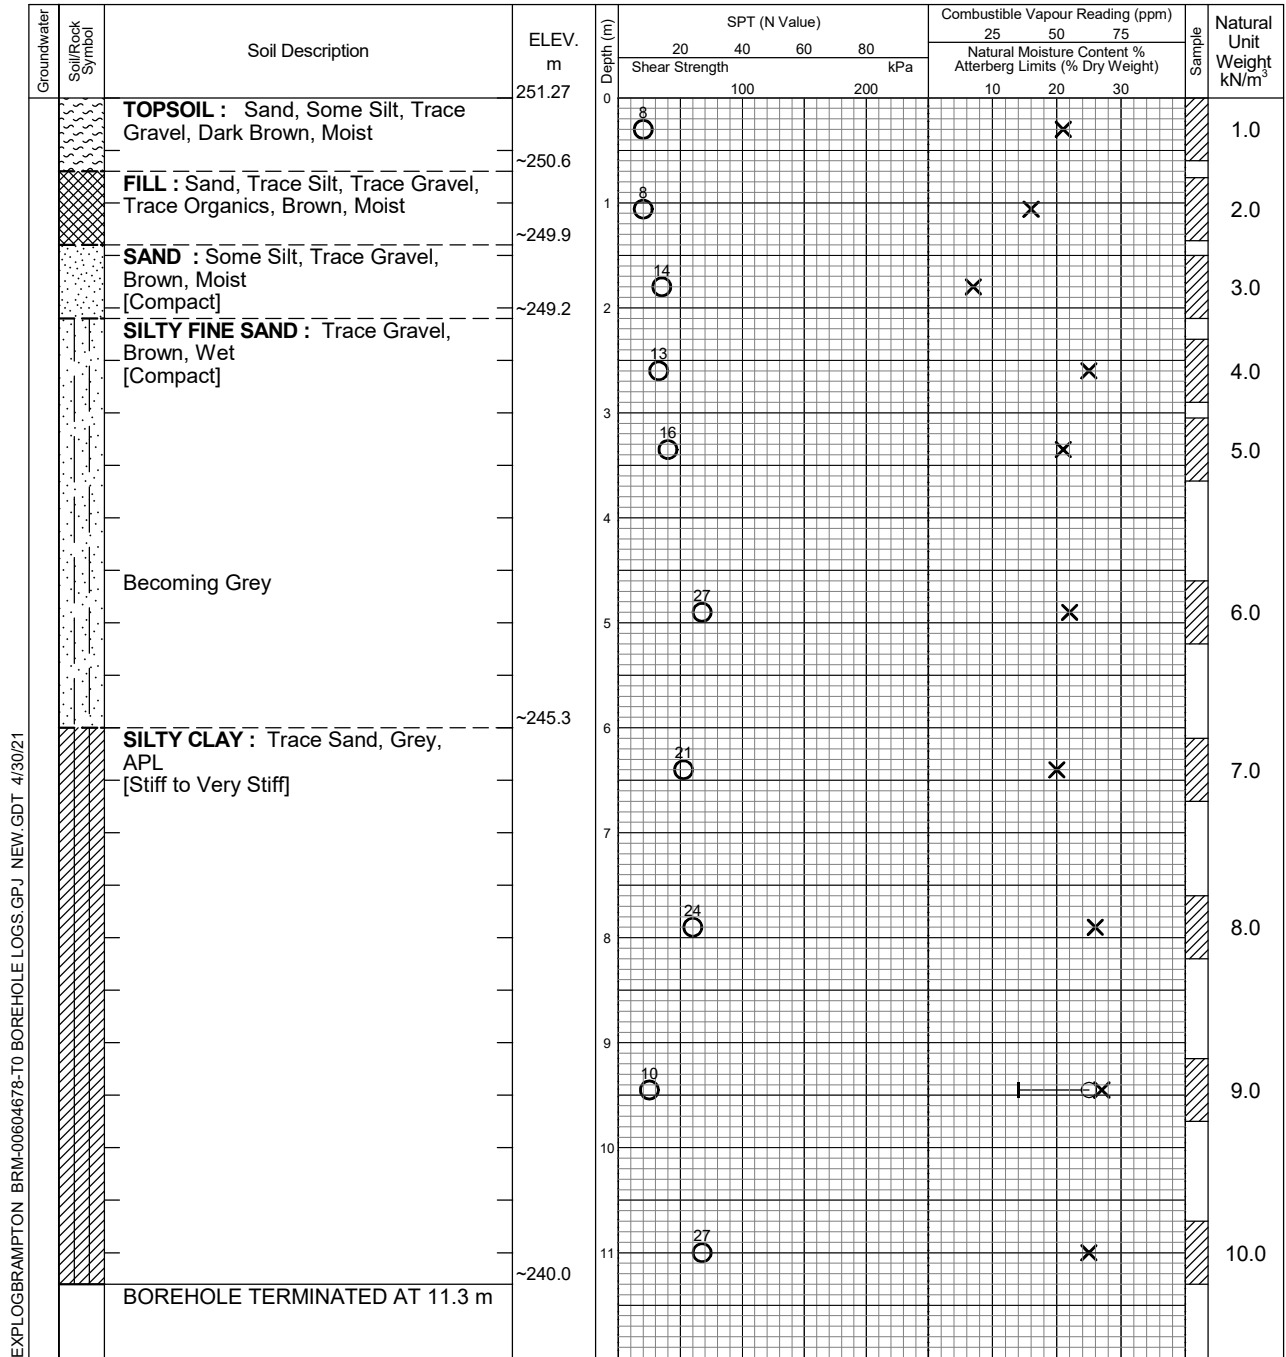 Groundwater
Soil/Rock
Symbol
Soil Description
ELEV.
m
251.27
Depth (m)
SPT (N Value)
20 40 60 80
Shear Strength kPa
100 200
Combustible Vapour Reading (ppm)
25 50 75
Natural Moisture Content %
Atterberg Limits (% Dry Weight)
10 20 30
Sample
Natural
Unit
Weight
kN/m³
TOPSOIL : Sand, Some Silt, Trace
Gravel, Dark Brown, Moist
~250.6
FILL : Sand, Trace Silt, Trace Gravel,
Trace Organics, Brown, Moist
~249.9
SAND : Some Silt, Trace Gravel,
Brown, Moist
[Compact]
~249.2
SILTY FINE SAND : Trace Gravel,
Brown, Wet
[Compact]
Becoming Grey
~245.3
SILTY CLAY : Trace Sand, Grey,
APL
[Stiff to Very Stiff]
~240.0
BOREHOLE TERMINATED AT 11.3 m
0
1
2
3
4
5
6
7
8
9
10
11
8
8
14
13
16
27
21
24
10
27
1.0
2.0
3.0
4.0
5.0
6.0
7.0
8.0
9.0
10.0
EXPLOGBRAMPTON BRM-00604678-T0 BOREHOLE LOGS.GPJ NEW.GDT 4/30/21